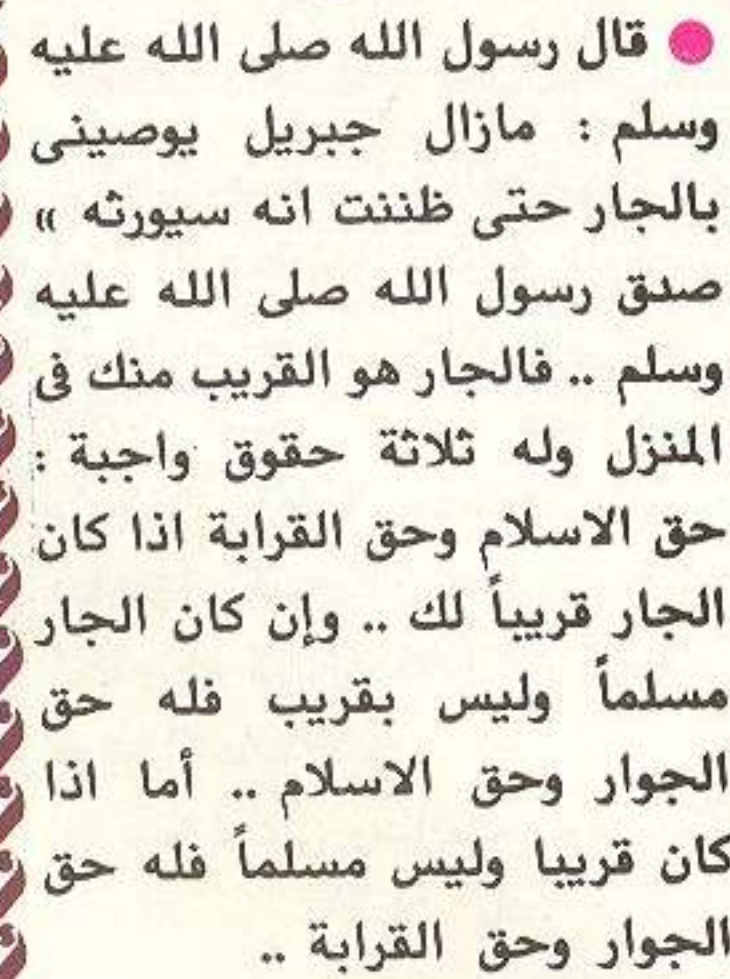 قال رسول الله صلى الله عليه
وسلم : مازال جبريل يوصينى
بالجار حتى ظننت انه سيورثه »
صدق رسول الله صلى الله عليه
وسلم .. فالجار هو القريب منك فى
المنزل وله ثلاثة حقوق واجبة :
حق الاسلام وحق القرابة اذا كان
الجار قريباً لك .. وإن كان الجار
مسلماً وليس بقريب فله حق
الجوار وحق الاسلام .. أما اذا
كان قريبا وليس مسلماً فله حق
الجوار وحق القرابة ..